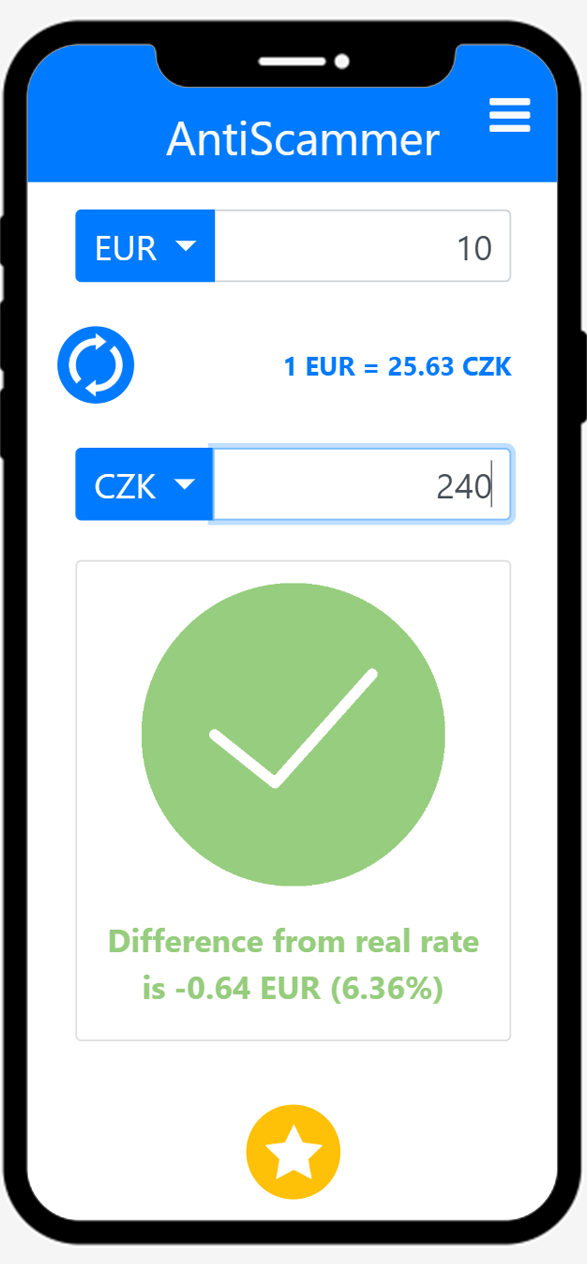 AntiScammer
EUR 10
1 EUR = 25.63 CZK
CZK 240
Difference from real rate
is -0.64 EUR (6.36%)